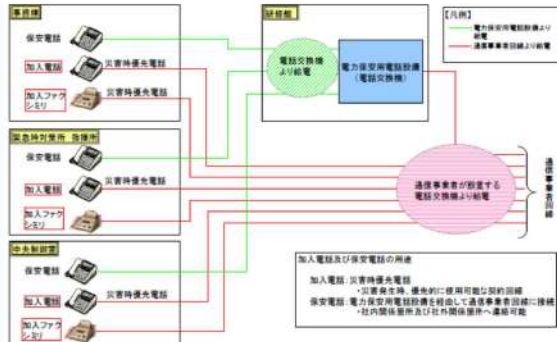 事務棟
保安電話
加入電話
災害時優先電話
加入ファク
シミリ
災害時優先電話
緊急時対策所 指揮所
保安電話
加入電話
災害時優先電話
加入ファク
シミリ
中央制御室
保安電話
加入電話
災害時優先電話
加入ファク
シミリ
研修館
電話交換機
より給電
電力保安用電話設備
(電話交換機)
【凡例】
電力保安用電話設備より
給電
通信事業者回線より給電
通信事業者が設置する
電話交換機より給電
通信事業者回線
加入電話及び保安電話の用途
加入電話:災害時優先電話
・災害発生時、優先的に使用可能な契約回線
保安電話:電力保安用電話設備を経由して通信事業者回線に接続
・社内関係箇所及び社外関係箇所へ連絡可能